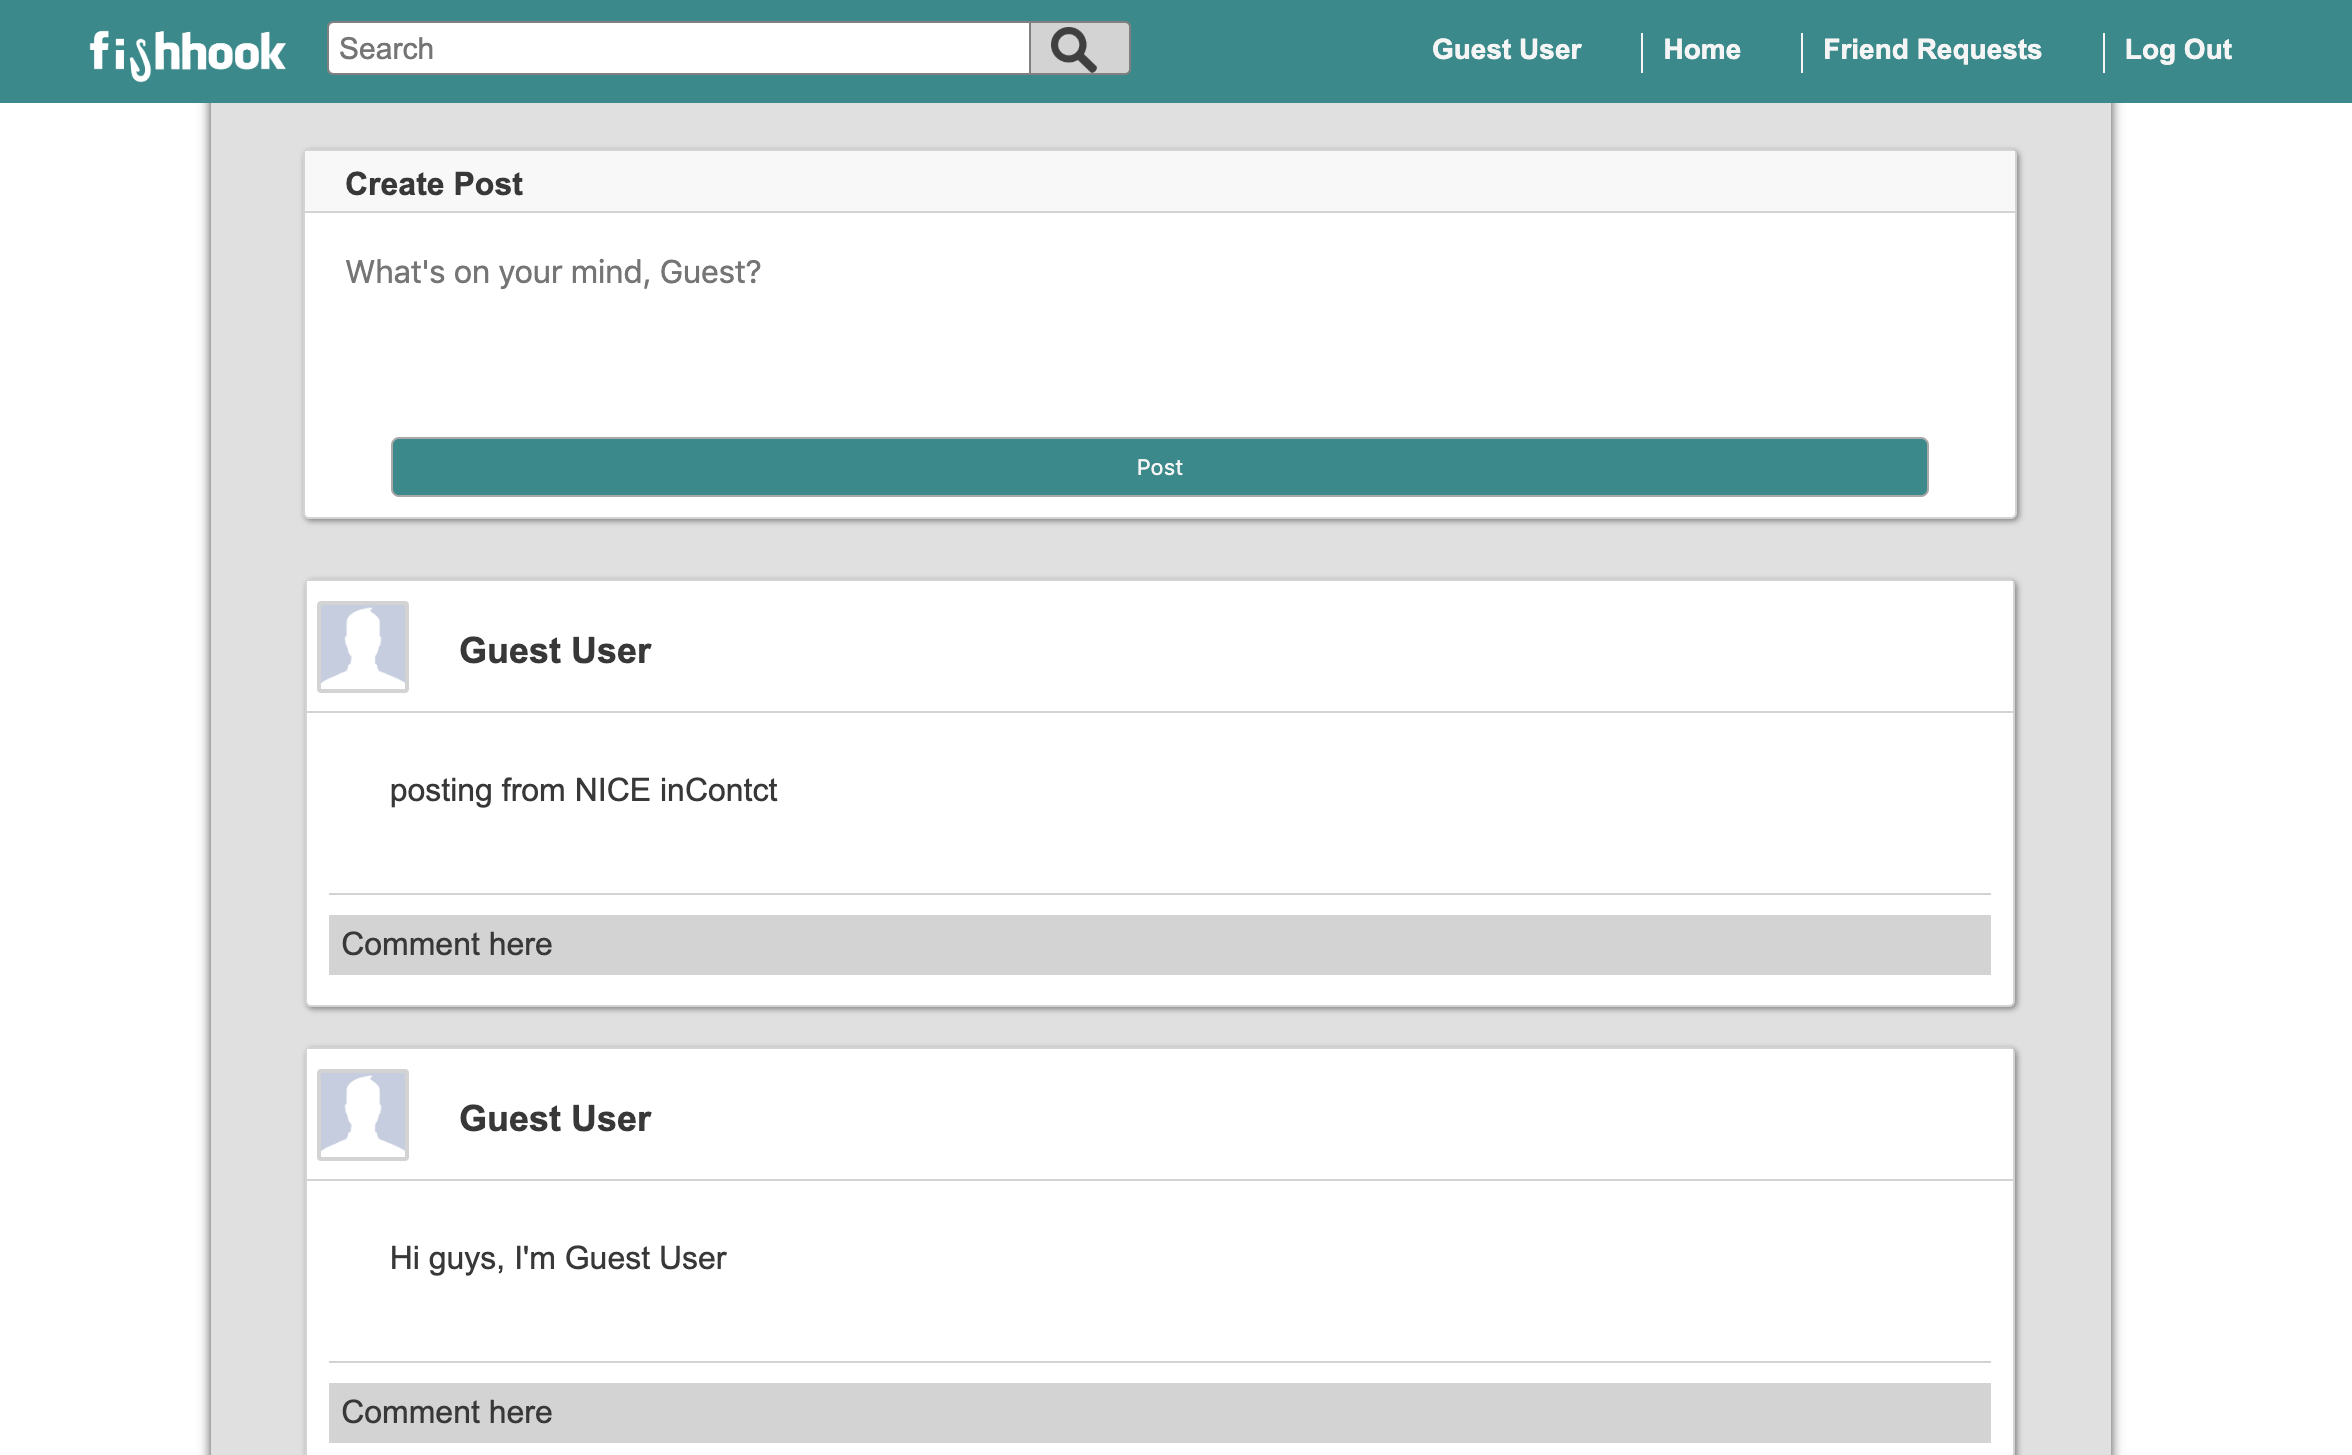 fishhook
Search
Guest User
Home
Friend Requests
Log Out
Create Post
What's on your mind, Guest?
Post
Guest User
posting from NICE inContct
Comment here
Guest User
Hi guys, I'm Guest User
Comment here